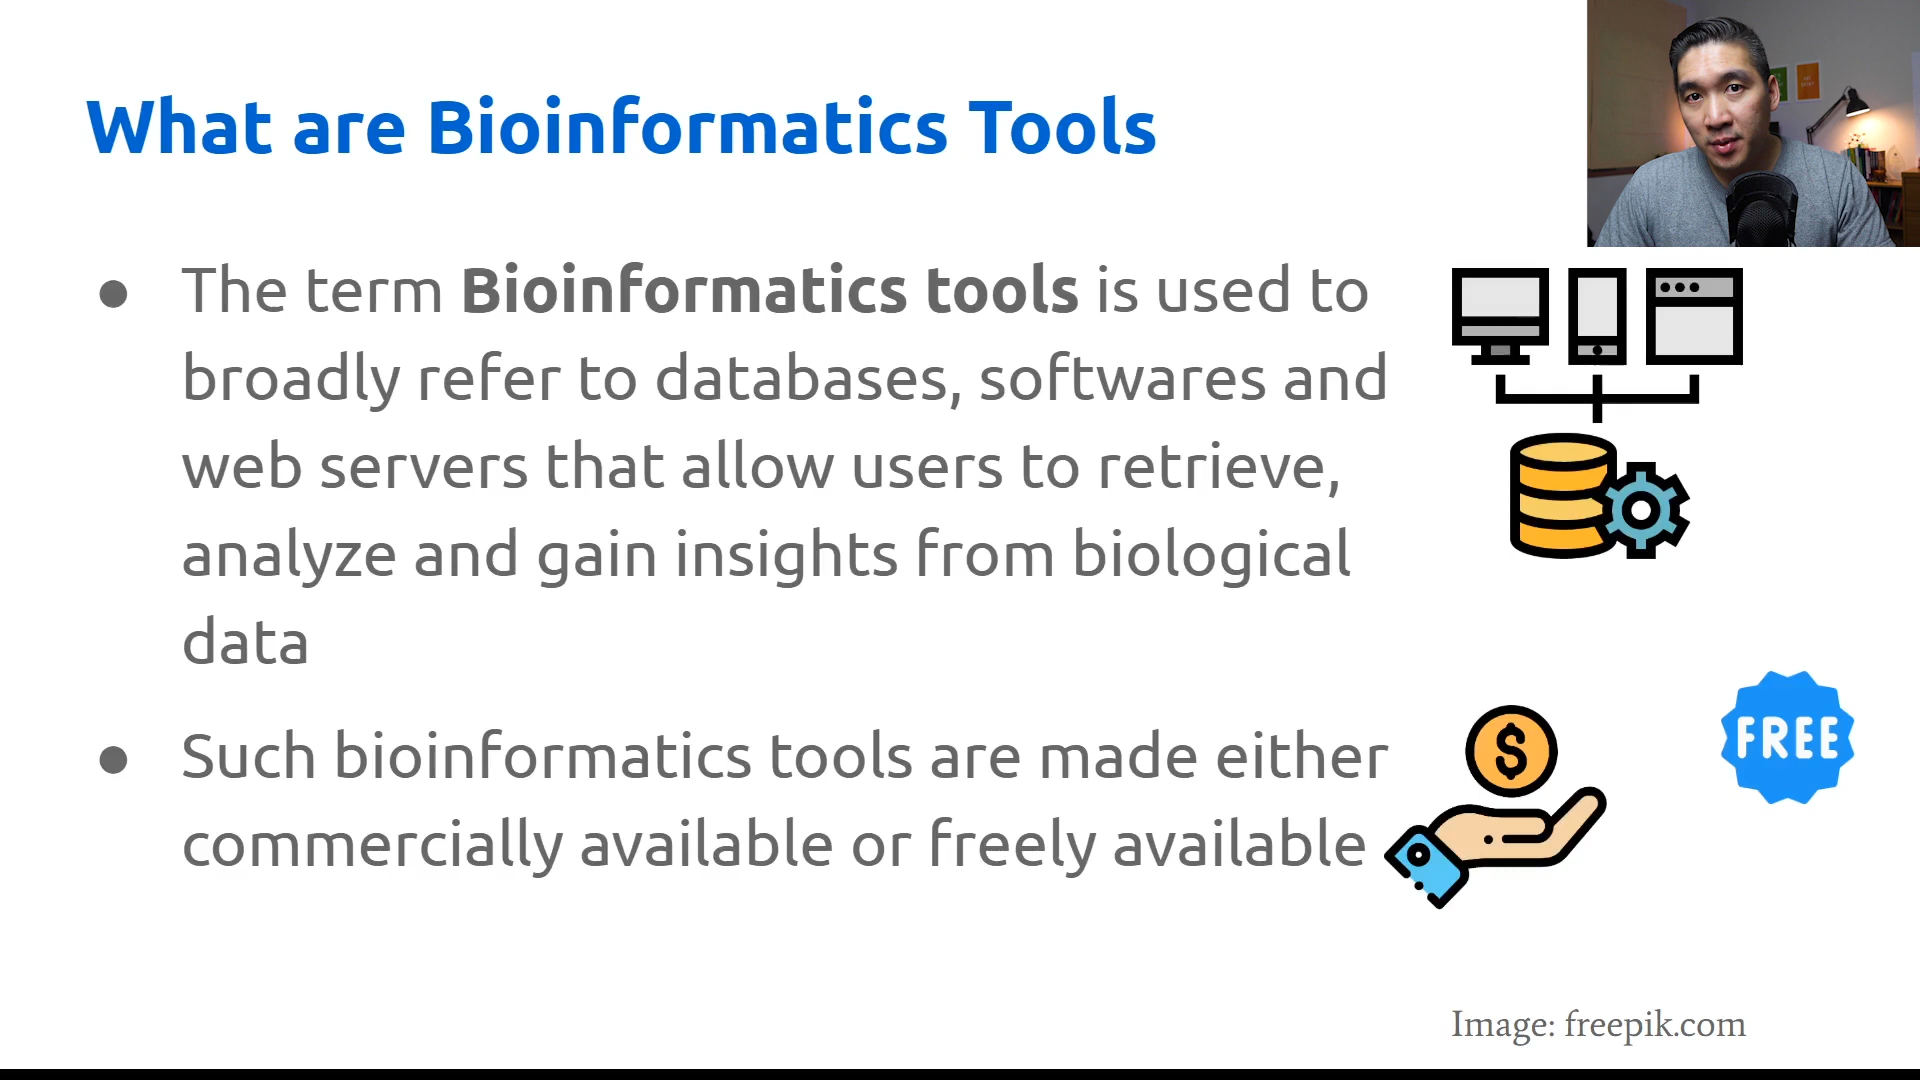 What are Bioinformatics Tools
● The term Bioinformatics tools is used to
broadly refer to databases, softwares and
web servers that allow users to retrieve,
analyze and gain insights from biological
data
● Such bioinformatics tools are made either
commercially available or freely available
$
FREE
Image: freepik.com